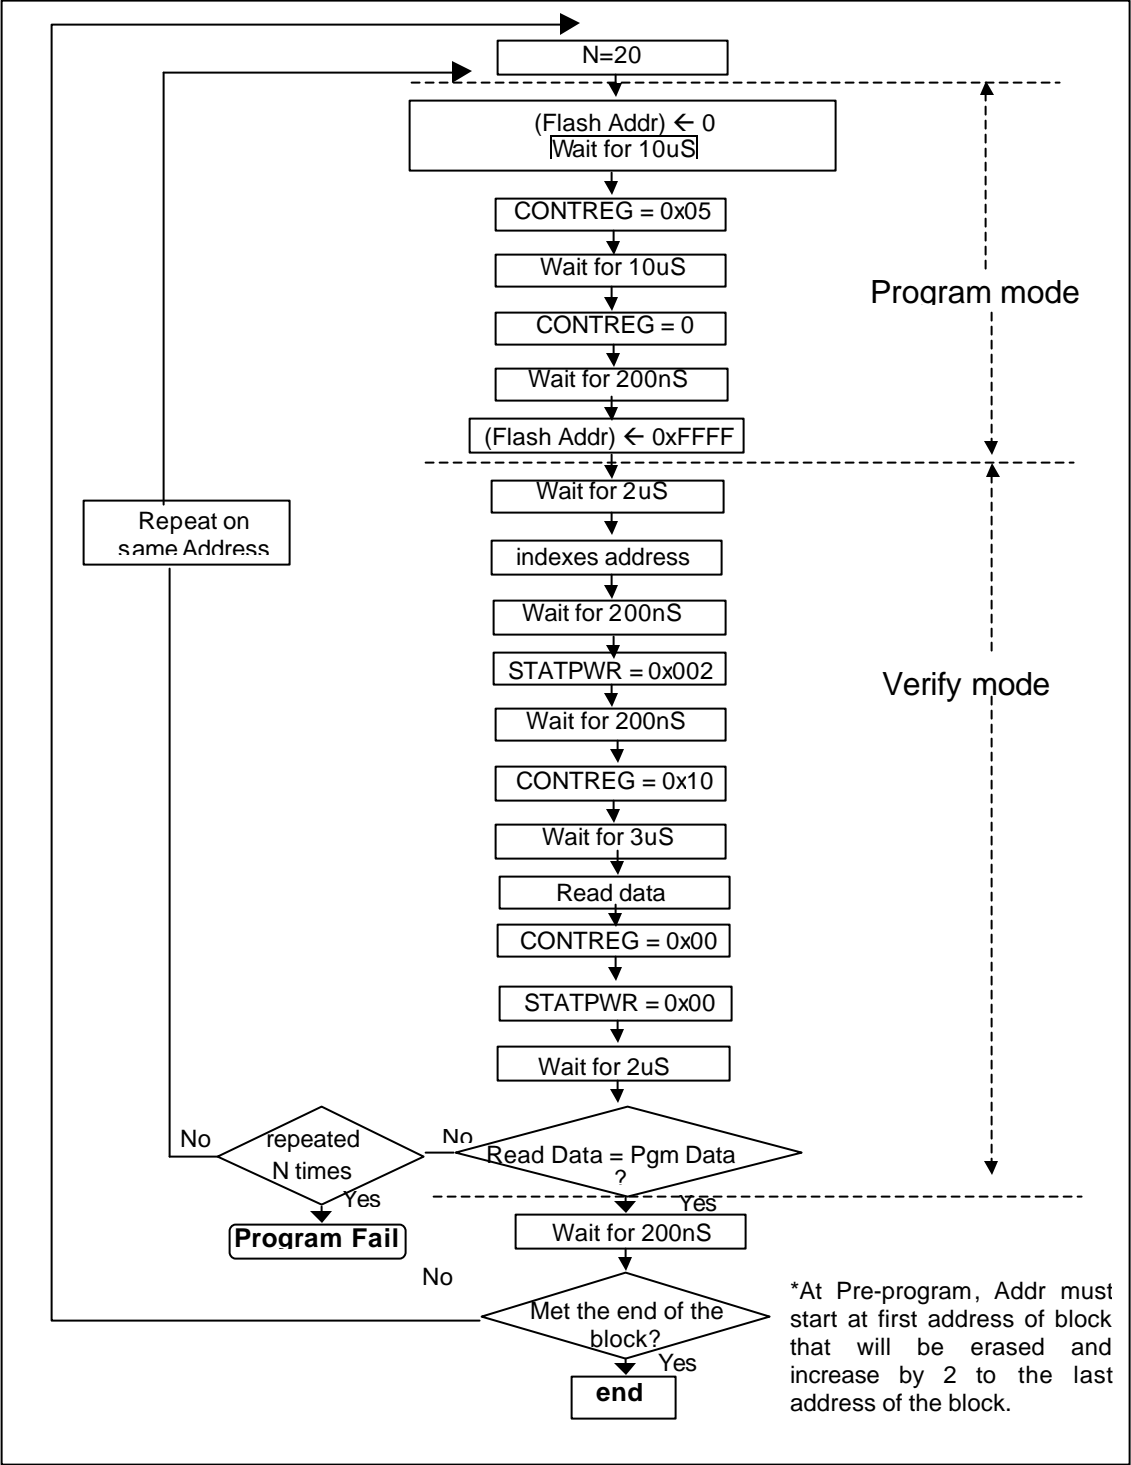 N=20
(Flash Addr) ← 0
Wait for 10uS
CONTREG = 0x05
Wait for 10uS
Program mode
CONTREG = 0
Wait for 200nS
(Flash Addr) ← 0xFFFF
Wait for 2uS
Repeat on
same Address
indexes address
Wait for 200nS
STATPWR = 0x002
Verify mode
Wait for 200nS
CONTREG = 0x10
Wait for 3uS
Read data
CONTREG = 0x00
STATPWR = 0x00
Wait for 2uS
No
repeated
N times
No
Read Data = Pgm Data
?
Yes
Yes
Program Fail
Wait for 200nS
No
Met the end of the
block?
Yes
end
*At Pre-program, Addr must
start at first address of block
that will be erased and
increase by 2 to the last
address of the block.